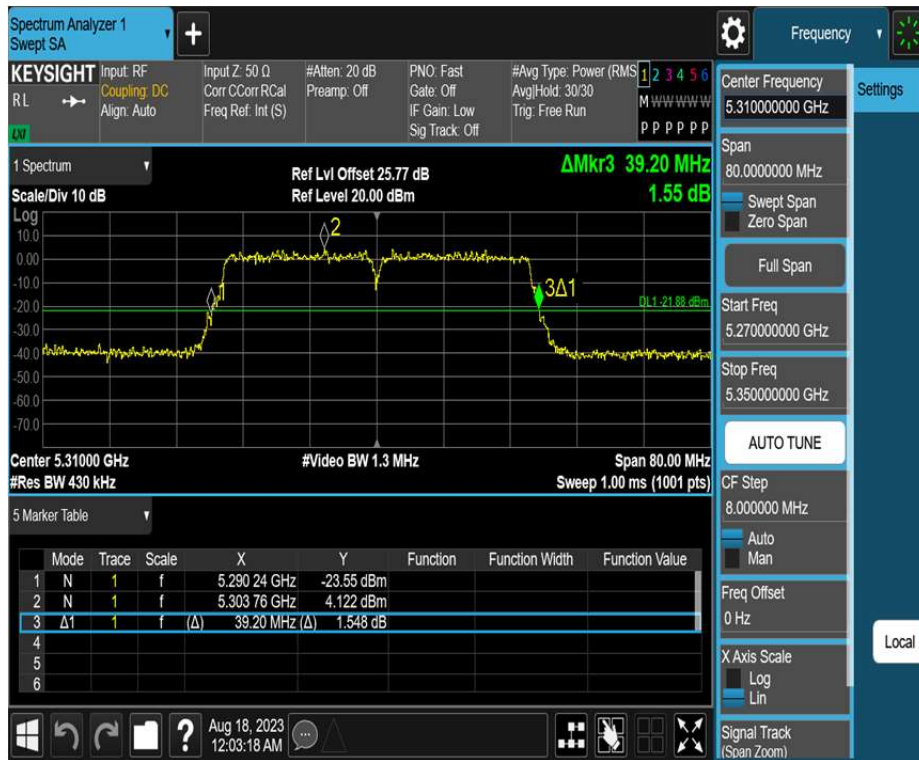 Spectrum Analyzer 1
Swept SA
+
Frequency
KEYSIGHT
RL
LXI
Input: RF
Coupling: DC
Align: Auto
Input Z: 50 Ω
Corr CCorr RCal
Freq Ref: Int (S)
#Atten: 20 dB
Preamp: Off
PNO: Fast
Gate: Off
IF Gain: Low
Sig Track: Off
#Avg Type: Power (RMS
Avg|Hold: 30/30
Trig: Free Run
1 2 3 4 5 6
M W W W W W
P P P P P P
Center Frequency
5.310000000 GHz
Settings
Span
80.0000000 MHz
Swept Span
Zero Span
Full Span
Start Freq
5.270000000 GHz
Stop Freq
5.350000000 GHz
AUTO TUNE
CF Step
8.000000 MHz
Auto
Man
Freq Offset
0 Hz
X Axis Scale
Log
Lin
Signal Track
(Span Zoom)
Local
1 Spectrum
Scale/Div 10 dB
Ref Lvl Offset 25.77 dB
Ref Level 20.00 dBm
ΔMkr3 39.20 MHz
1.55 dB
Log
10.0
0.00
-10.0
-20.0
-30.0
-40.0
-50.0
-60.0
-70.0
2
3Δ1
DL1 -21.88 dBm
Center 5.31000 GHz
#Video BW 1.3 MHz
Span 80.00 MHz
#Res BW 430 kHz
Sweep 1.00 ms (1001 pts)
5 Marker Table
Mode Trace Scale X Y Function Function Width Function Value
1 N 1 f 5.290 24 GHz -23.55 dBm
2 N 1 f 5.303 76 GHz 4.122 dBm
3 Δ1 1 f (Δ) 39.20 MHz (Δ) 1.548 dB
4
5
6
?
Aug 18, 2023
12:03:18 AM